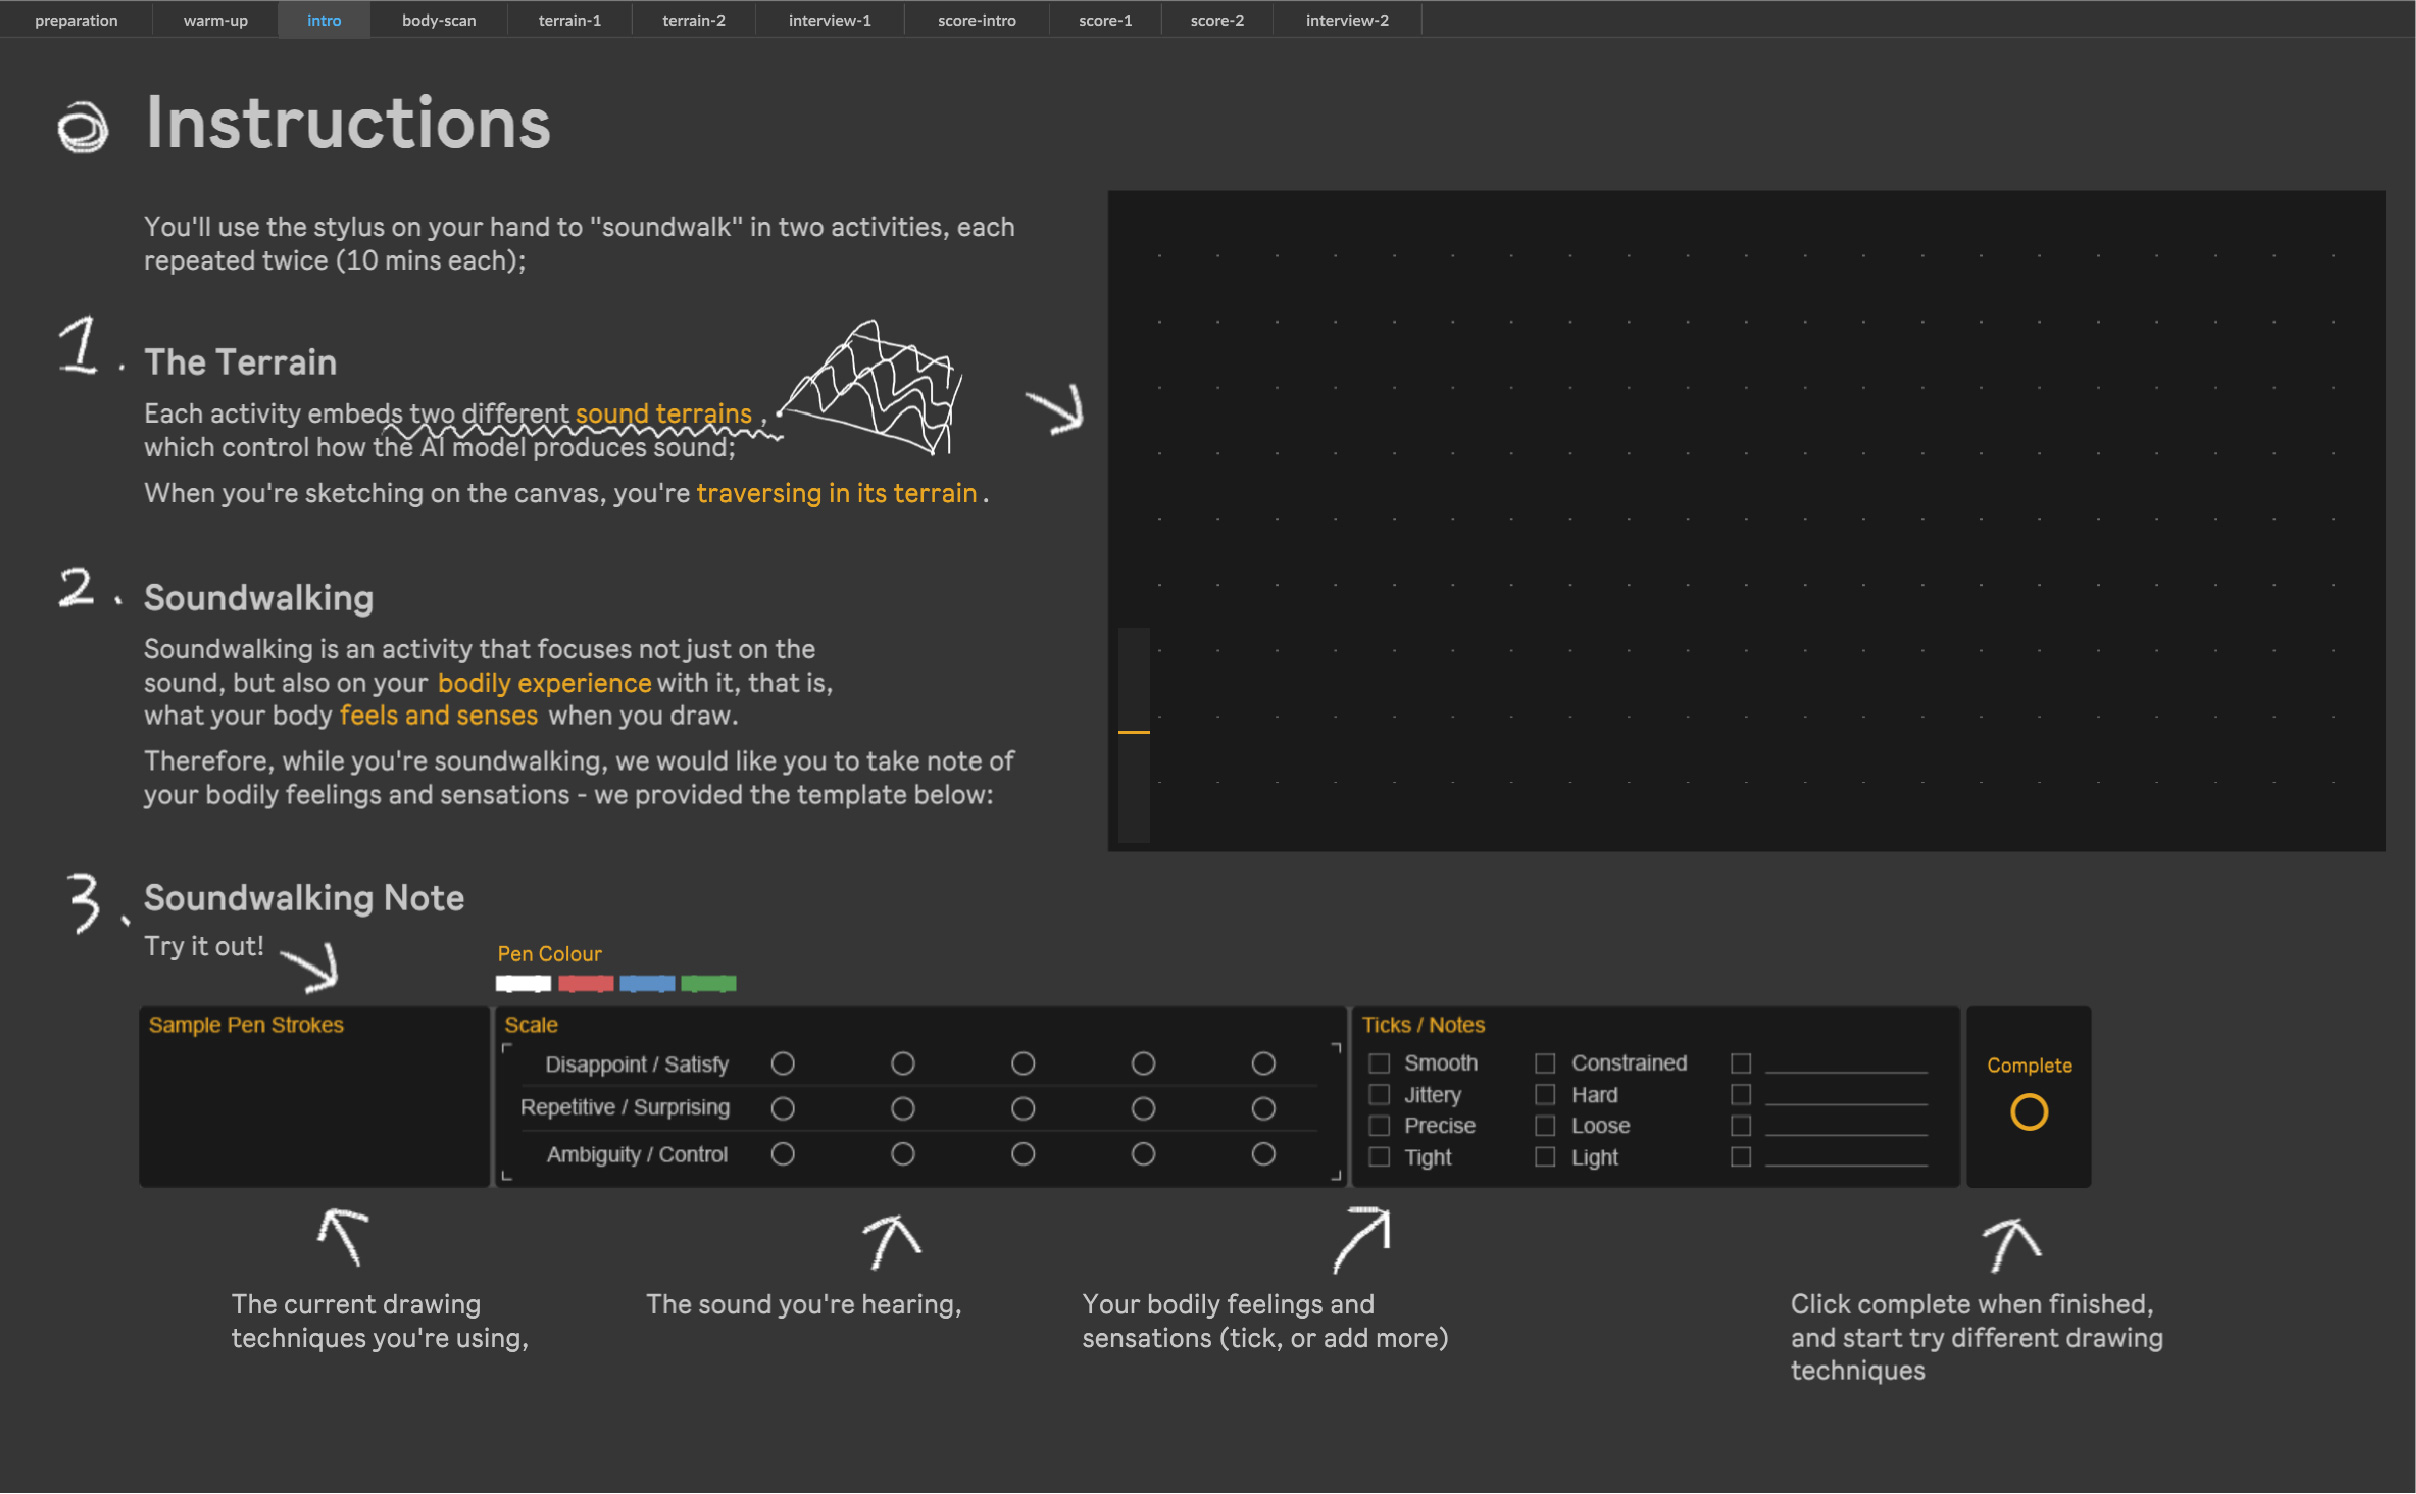 preparation warm-up intro body-scan terrain-1 terrain-2 interview-1 score-intro score-1 score-2 interview-2
Instructions
You'll use the stylus on your hand to "soundwalk" in two activities, each
repeated twice (10 mins each);
1. The Terrain
Each activity embeds two different sound terrains ,
which control how the AI model produces sound;
When you're sketching on the canvas, you're traversing in its terrain .
2. Soundwalking
Soundwalking is an activity that focuses not just on the
sound, but also on your bodily experience with it, that is,
what your body feels and senses when you draw.
Therefore, while you're soundwalking, we would like you to take note of
your bodily feelings and sensations - we provided the template below:
3. Soundwalking Note
Try it out!
Pen Colour
Sample Pen Strokes
Scale
Disappoint / Satisfy
Repetitive / Surprising
Ambiguity / Control
Ticks / Notes
Smooth Constrained
Jittery Hard
Precise Loose
Tight Light
Complete
The current drawing
techniques you're using,
The sound you're hearing,
Your bodily feelings and
sensations (tick, or add more)
Click complete when finished,
and start try different drawing
techniques